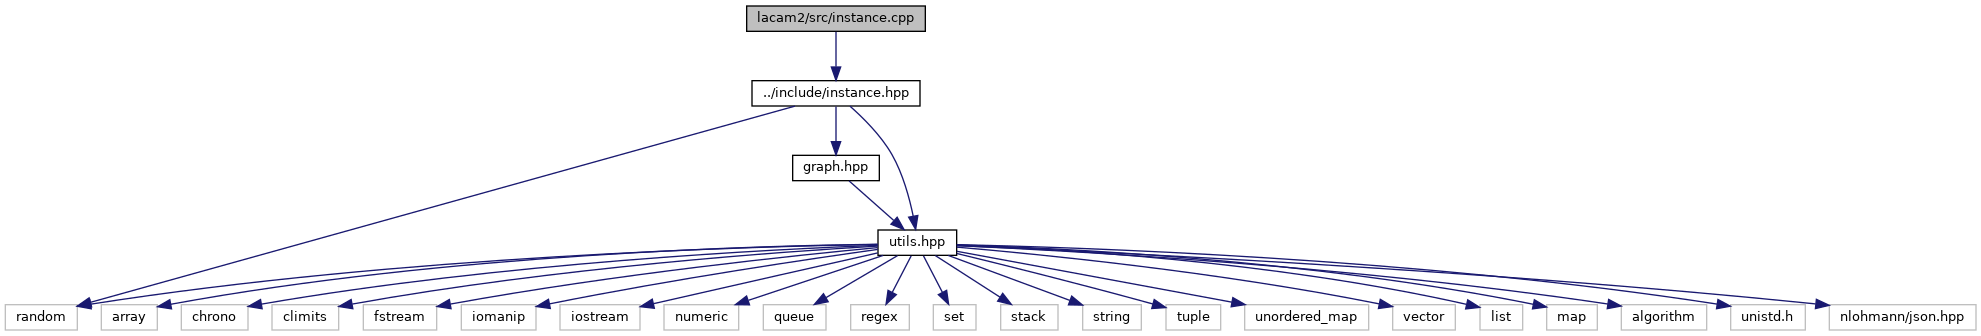 lacam2/src/instance.cpp
../include/instance.hpp
graph.hpp
utils.hpp
random
array
chrono
climits
fstream
iomanip
iostream
numeric
queue
regex
set
stack
string
tuple
unordered_map
vector
list
map
algorithm
unistd.h
nlohmann/json.hpp